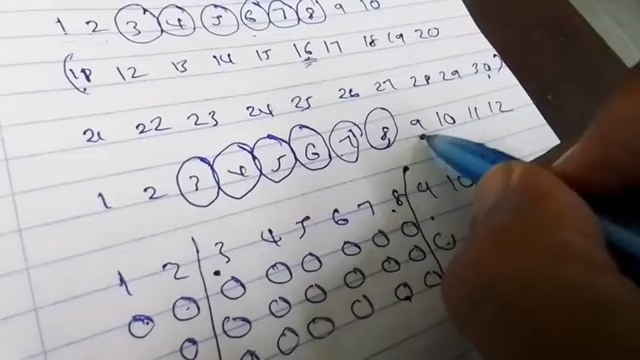 1 2 3 4 5 6 7 8 9 10
12 13 14 15 16 17 18 19 20
21 22 23 24 25 26 27 28 29 30)
1 2 3 4 5 6 7 8 9 10 11 12
1 2 3 4 5 6 7 8 9 10